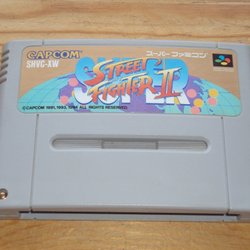 CAPCOM
SHVC-XW
スーパーファミコン
SUPER
STREET
FIGHTER II
©CAPCOM 1991, 1993, 1994 ALL RIGHTS RESERVED.